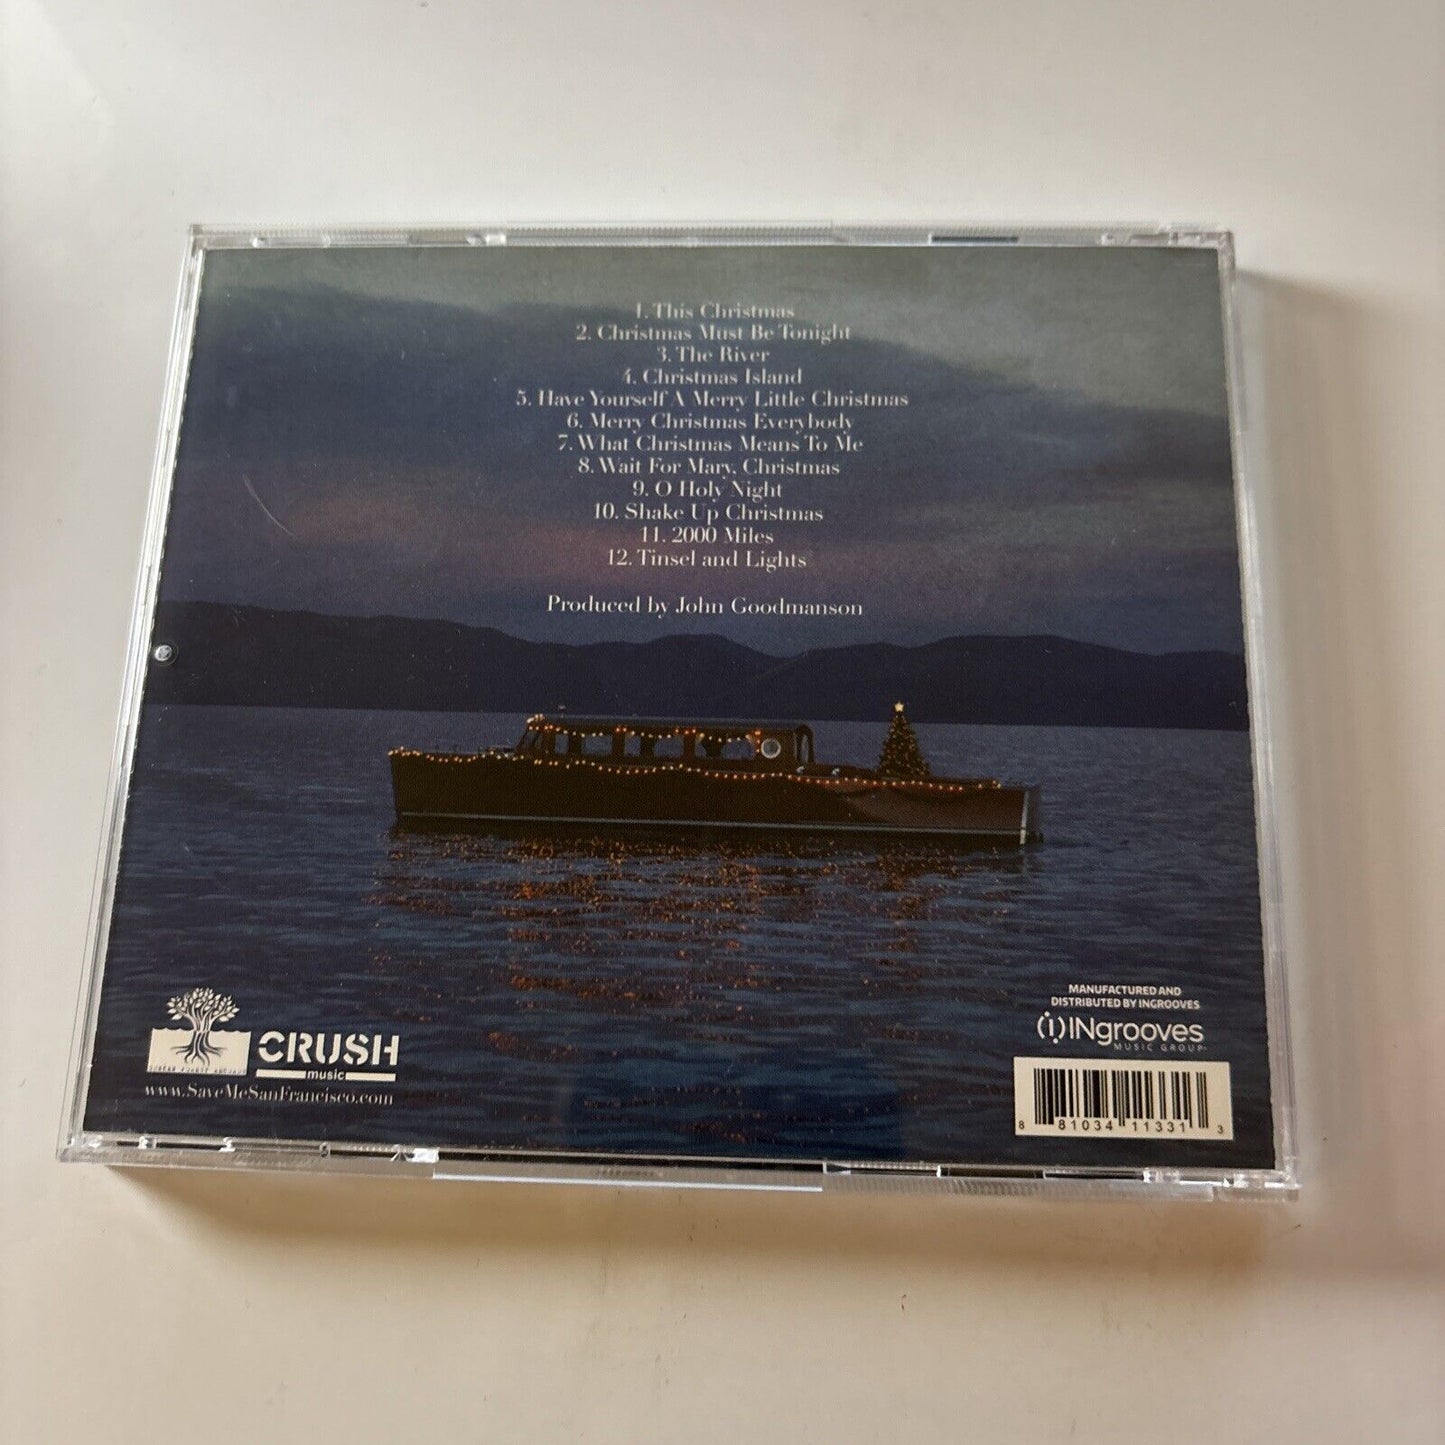 1. This Christmas
2. Christmas Must Be Tonight
3. The River
4. Christmas Island
5. Have Yourself A Merry Little Christmas
6. Merry Christmas Everybody
7. What Christmas Means To Me
8. Wait For Mary, Christmas
9. O Holy Night
10. Shake Up Christmas
11. 2000 Miles
12. Tinsel and Lights
Produced by John Goodmanson
CRUSH
music
www.SaveMeSanFrancisco.com
MANUFACTURED AND
DISTRIBUTED BY INGROOVES
INgrooves
MUSIC GROUP
8 81034 11331 3